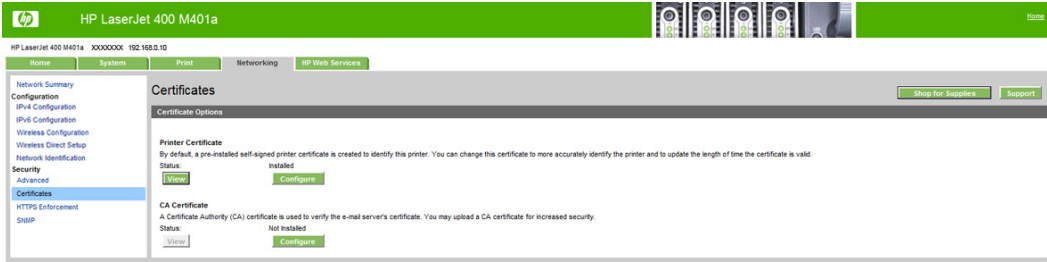 hp HP LaserJet 400 M401a
Home
HP LaserJet 400 M401a XXXXXXX 192.168.0.10
Home System Print Networking HP Web Services
Network Summary
Configuration
IPv4 Configuration
IPv6 Configuration
Wireless Configuration
Wireless Direct Setup
Network Identification
Security
Advanced
Certificates
HTTPS Enforcement
SNMP
Certificates
Shop for Supplies Support
Certificate Options
Printer Certificate
By default, a pre-installed self-signed printer certificate is created to identify this printer. You can change this certificate to more accurately identify the printer and to update the length of time the certificate is valid.
Status: Installed
View Configure
CA Certificate
A Certificate Authority (CA) certificate is used to verify the e-mail server's certificate. You may upload a CA certificate for increased security.
Status: Not Installed
View Configure